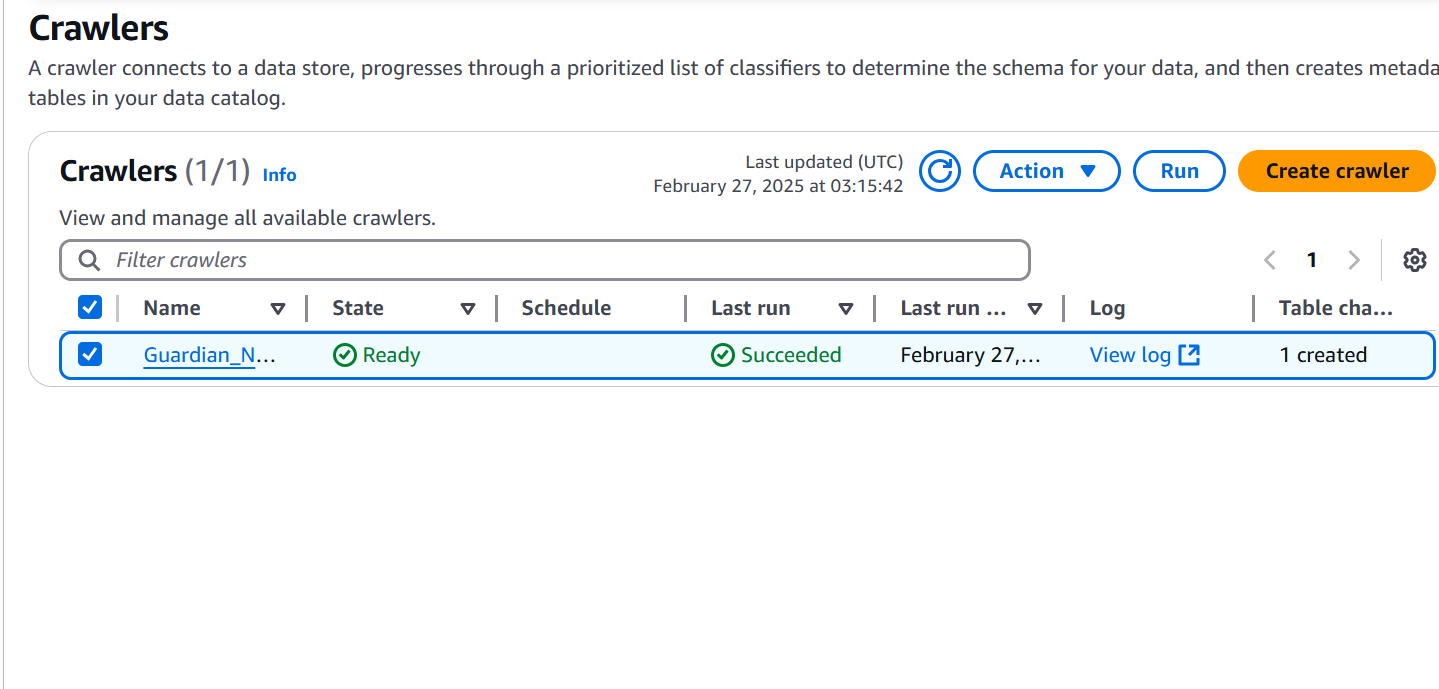 Crawlers
A crawler connects to a data store, progresses through a prioritized list of classifiers to determine the schema for your data, and then creates metada
tables in your data catalog.
Crawlers (1/1) Info
Last updated (UTC)
February 27, 2025 at 03:15:42
Action
Run
Create crawler
View and manage all available crawlers.
Filter crawlers
1
Name State Schedule Last run Last run ... Log Table cha...
Guardian_N... Ready Succeeded February 27,... View log 1 created